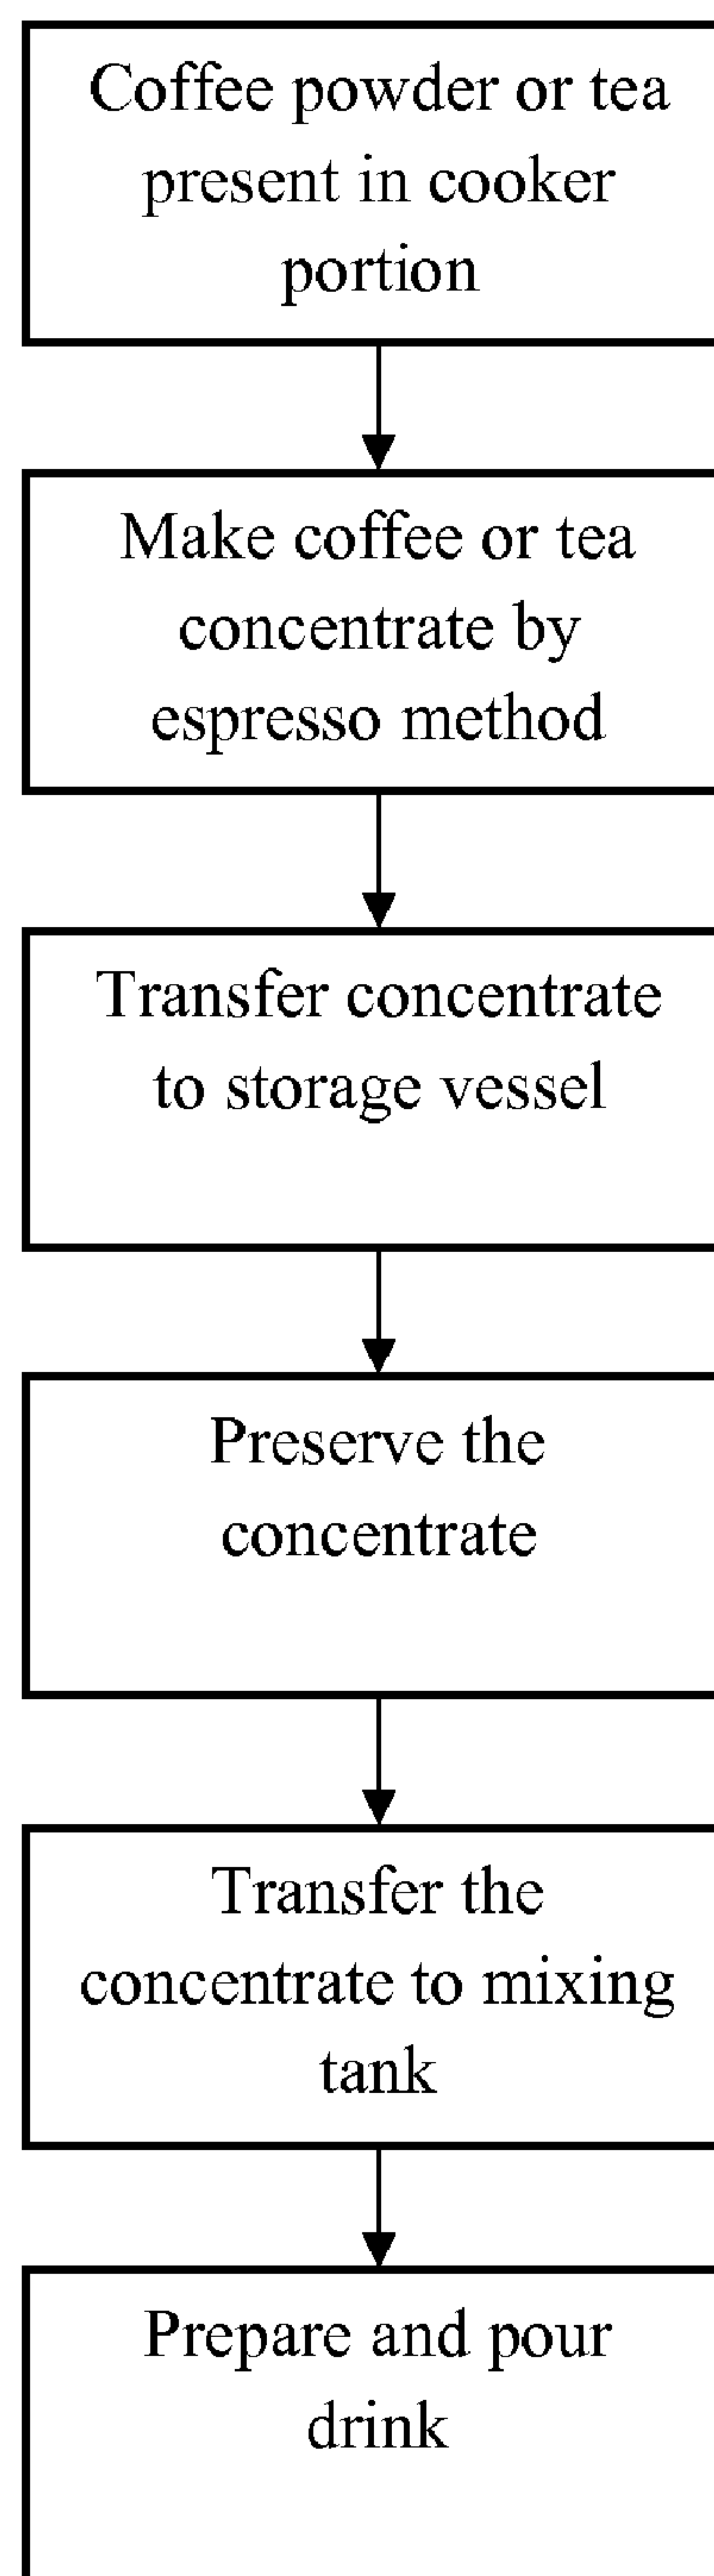 Coffee powder or tea
present in cooker
portion
Make coffee or tea
concentrate by
espresso method
Transfer concentrate
to storage vessel
Preserve the
concentrate
Transfer the
concentrate to mixing
tank
Prepare and pour
drink